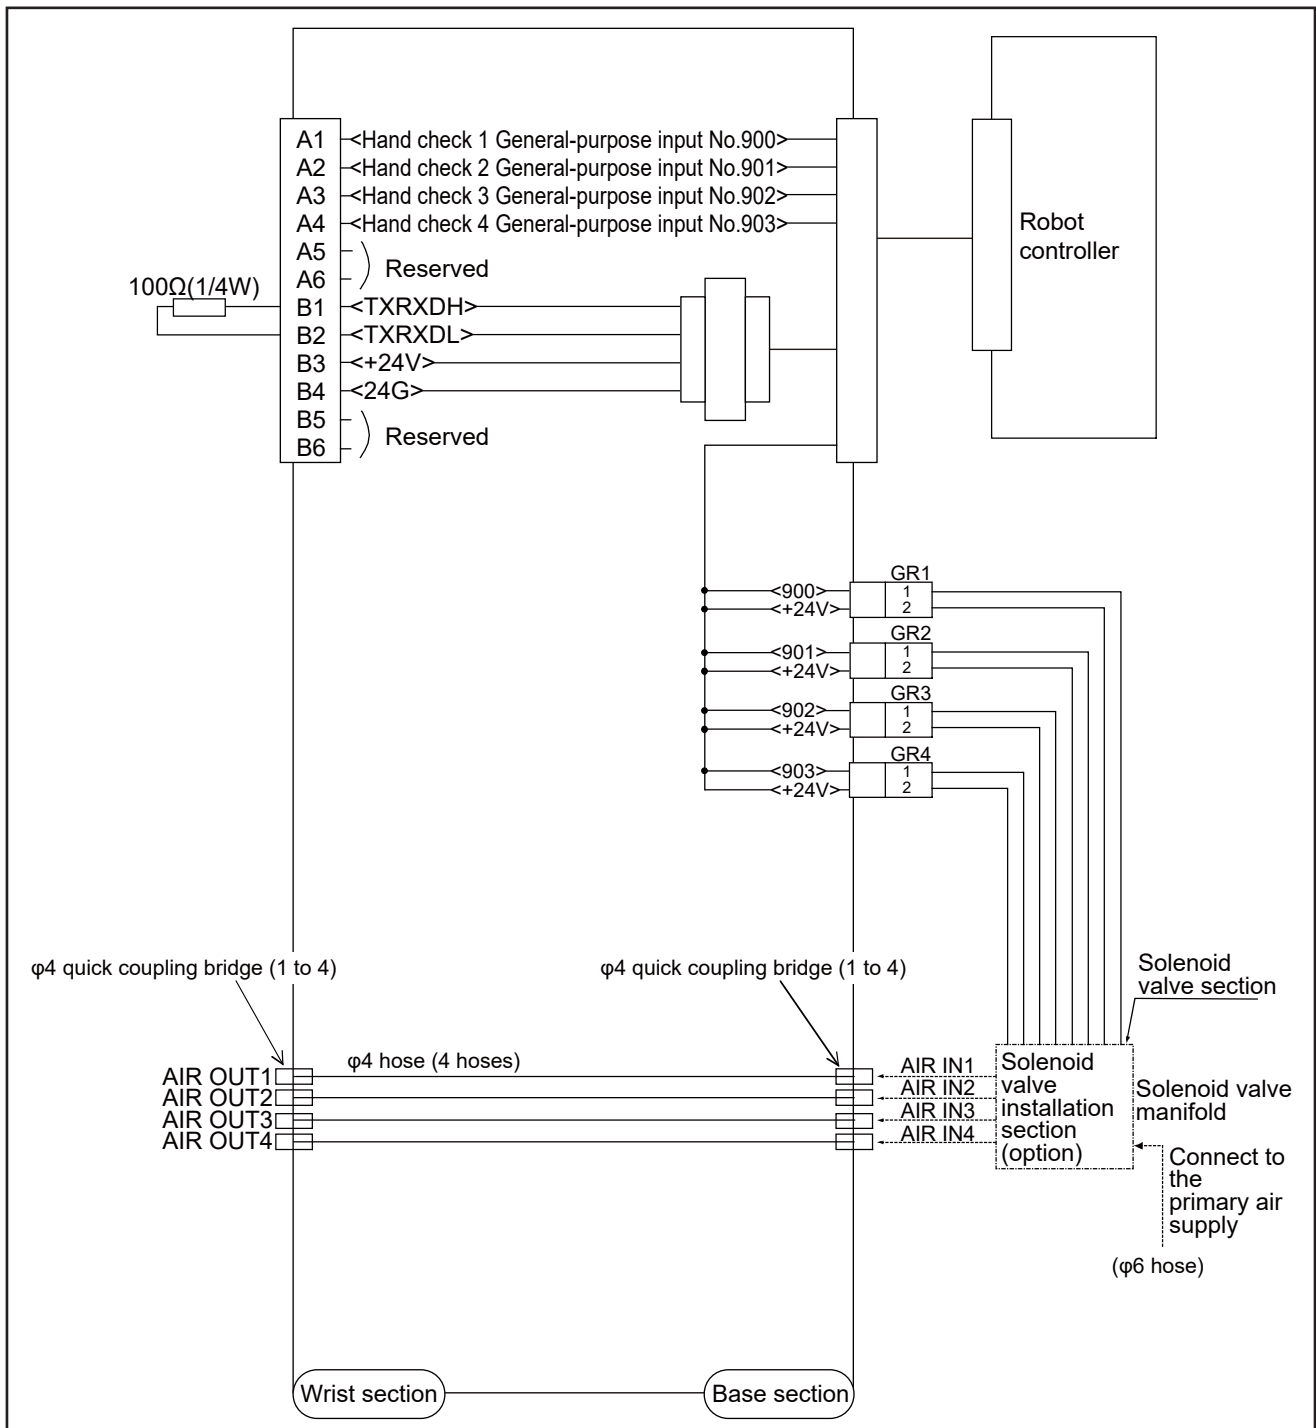 A1 <Hand check 1 General-purpose input No.900>
A2 <Hand check 2 General-purpose input No.901>
A3 <Hand check 3 General-purpose input No.902>
A4 <Hand check 4 General-purpose input No.903>
Robot
controller
A5
A6
Reserved
100Ω(1/4W)
B1 <TXRXDH>
B2 <TXRXDL>
B3 <+24V>
B4 <24G>
B5
B6
Reserved
GR1
<900> 1
<+24V> 2
GR2
<901> 1
<+24V> 2
GR3
<902> 1
<+24V> 2
GR4
<903> 1
<+24V> 2
φ4 quick coupling bridge (1 to 4)
φ4 quick coupling bridge (1 to 4)
Solenoid
valve section
φ4 hose (4 hoses)
AIR OUT1
AIR OUT2
AIR OUT3
AIR OUT4
AIR IN1
AIR IN2
AIR IN3
AIR IN4
Solenoid
valve
installation
section
(option)
Solenoid valve
manifold
Connect to
the
primary air
supply
(φ6 hose)
Wrist section
Base section